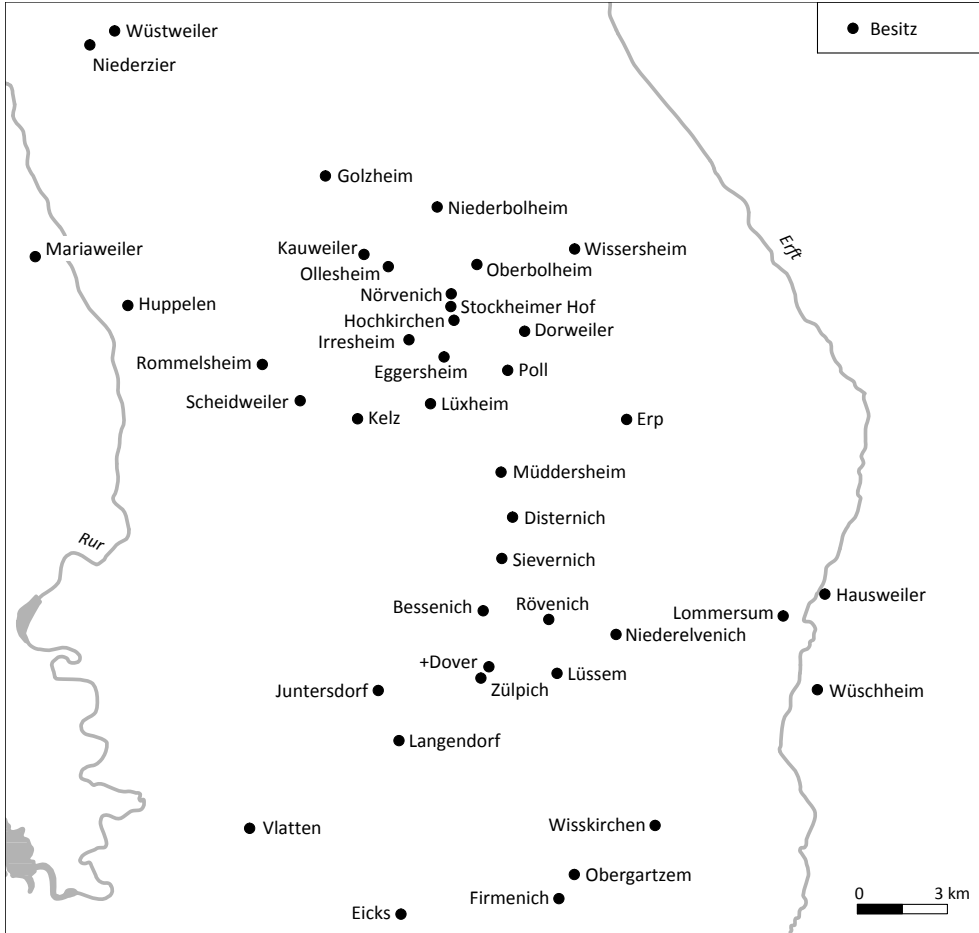 Wüstweiler
Besitz
Niederzier
Golzheim
Niederbolheim
Mariaweiler
Kauweiler
Wissersheim
Erft
Ollesheim
Oberbolheim
Nörvenich
Huppelen
Stockheimer Hof
Hochkirchen
Dorweiler
Irresheim
Rommelsheim
Eggersheim
Poll
Scheidweiler
Lüxheim
Kelz
Erp
Müddersheim
Disternich
Rur
Sievernich
Hausweiler
Bessenich
Rövenich
Lommersum
Niederelvenich
+Dover
Lüssem
Juntersdorf
Zülpich
Wüschheim
Langendorf
Vlatten
Wisskirchen
Obergartzem
Firmenich
0 3 km
Eicks